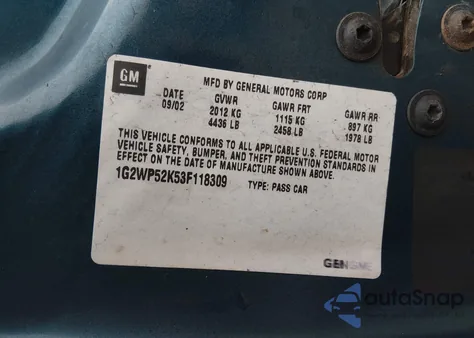 GM
MFD BY GENERAL MOTORS CORP
DATE GVWR GAWR FRT GAWR RR
09/02 2012 KG 1115 KG 897 KG
4436 LB 2458 LB 1978 LB
THIS VEHICLE CONFORMS TO ALL APPLICABLE U.S. FEDERAL MOTOR
VEHICLE SAFETY, BUMPER, AND THEFT PREVENTION STANDARDS IN
EFFECT ON THE DATE OF MANUFACTURE SHOWN ABOVE.
1G2WP52K53F118309 TYPE: PASS CAR
autoSnap